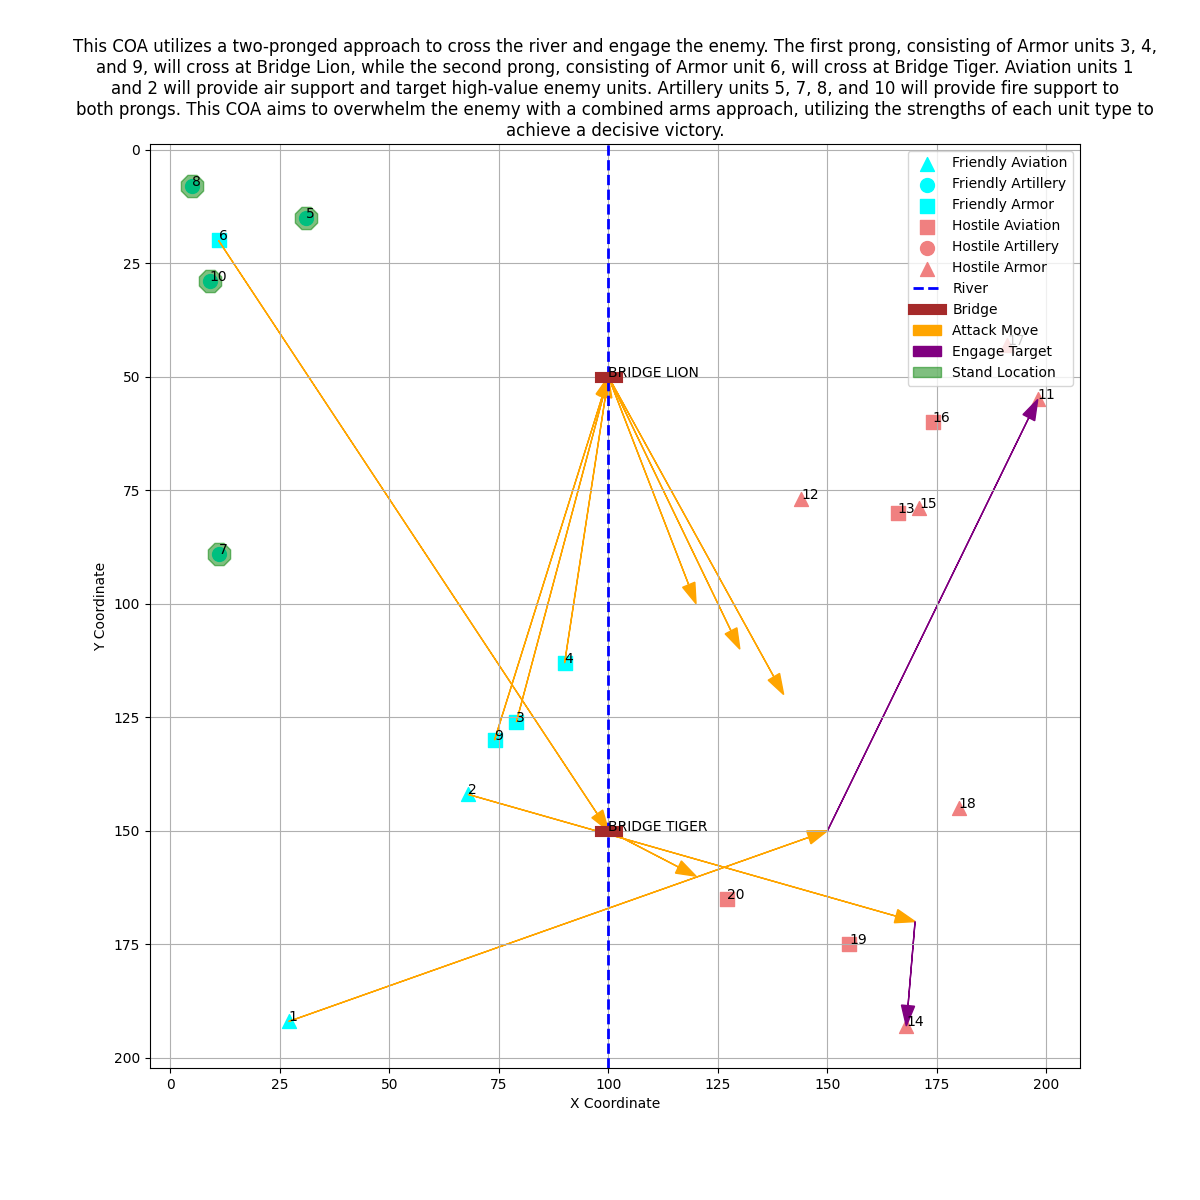 This COA utilizes a two-pronged approach to cross the river and engage the enemy. The first prong, consisting of Armor units 3, 4,
and 9, will cross at Bridge Lion, while the second prong, consisting of Armor unit 6, will cross at Bridge Tiger. Aviation units 1
and 2 will provide air support and target high-value enemy units. Artillery units 5, 7, 8, and 10 will provide fire support to
both prongs. This COA aims to overwhelm the enemy with a combined arms approach, utilizing the strengths of each unit type to
achieve a decisive victory.
0
25
50
75
100
125
150
175
200
Y Coordinate
8
5
6
10
7
4
3
9
2
1
BRIDGE LION
BRIDGE TIGER
Friendly Aviation
Friendly Artillery
Friendly Armor
Hostile Aviation
Hostile Artillery
Hostile Armor
River
Bridge
Attack Move
Engage Target
Stand Location
17
11
16
12
13
15
18
20
19
14
0
25
50
75
100
125
150
175
200
X Coordinate